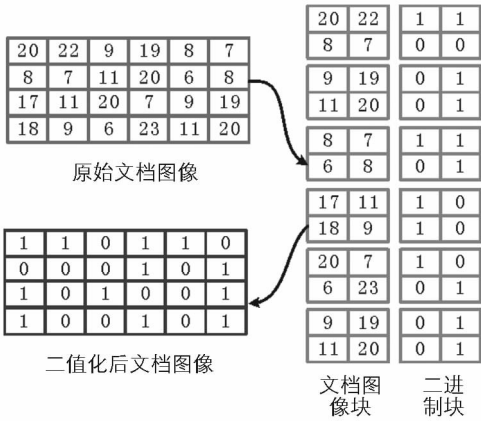 20 22 9 19 8 7
8 7 11 20 6 8
17 11 20 7 9 19
18 9 6 23 11 20
原始文档图像
1 1 0 1 1 0
0 0 0 1 0 1
1 0 1 0 0 1
1 0 0 1 0 1
二值化后文档图像
20 22 1 1
8 7 0 0
9 19 0 1
11 20 0 1
8 7 1 1
6 8 0 1
17 11 1 0
18 9 1 0
20 7 1 0
6 23 0 1
9 19 0 1
11 20 0 1
文档图
像块
二进
制块